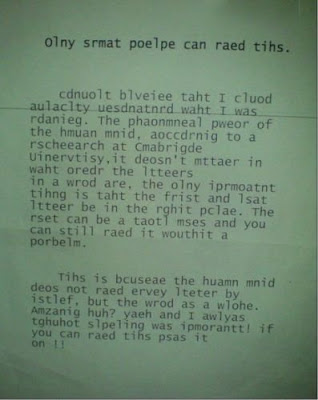 Olny srmat poelpe can raed tihs.
cdnuolt blveiee taht I cluod
aulaclty uesdnatnrd waht I was
rdanieg. The phaonmneal pweor of
the hmuan mnid, aoccdrnig to a
rscheearch at Cmabrigde
Uinervtisy,it deosn't mttaer in
waht oredr the ltteers
in a wrod are, the olny iprmoatnt
tihng is taht the frist and lsat
ltteer be in the rghit pclae. The
rset can be a taotl mses and you
can still raed it wouthit a
porbelm.
Tihs is bcuseae the huamn mnid
deos not raed ervey lteter by
istlef, but the wrod as a wlohe.
Amzanig huh? yaeh and I awlyas
tghuhot slpeling was ipmorantt! if
you can raed tihs psas it
on !!